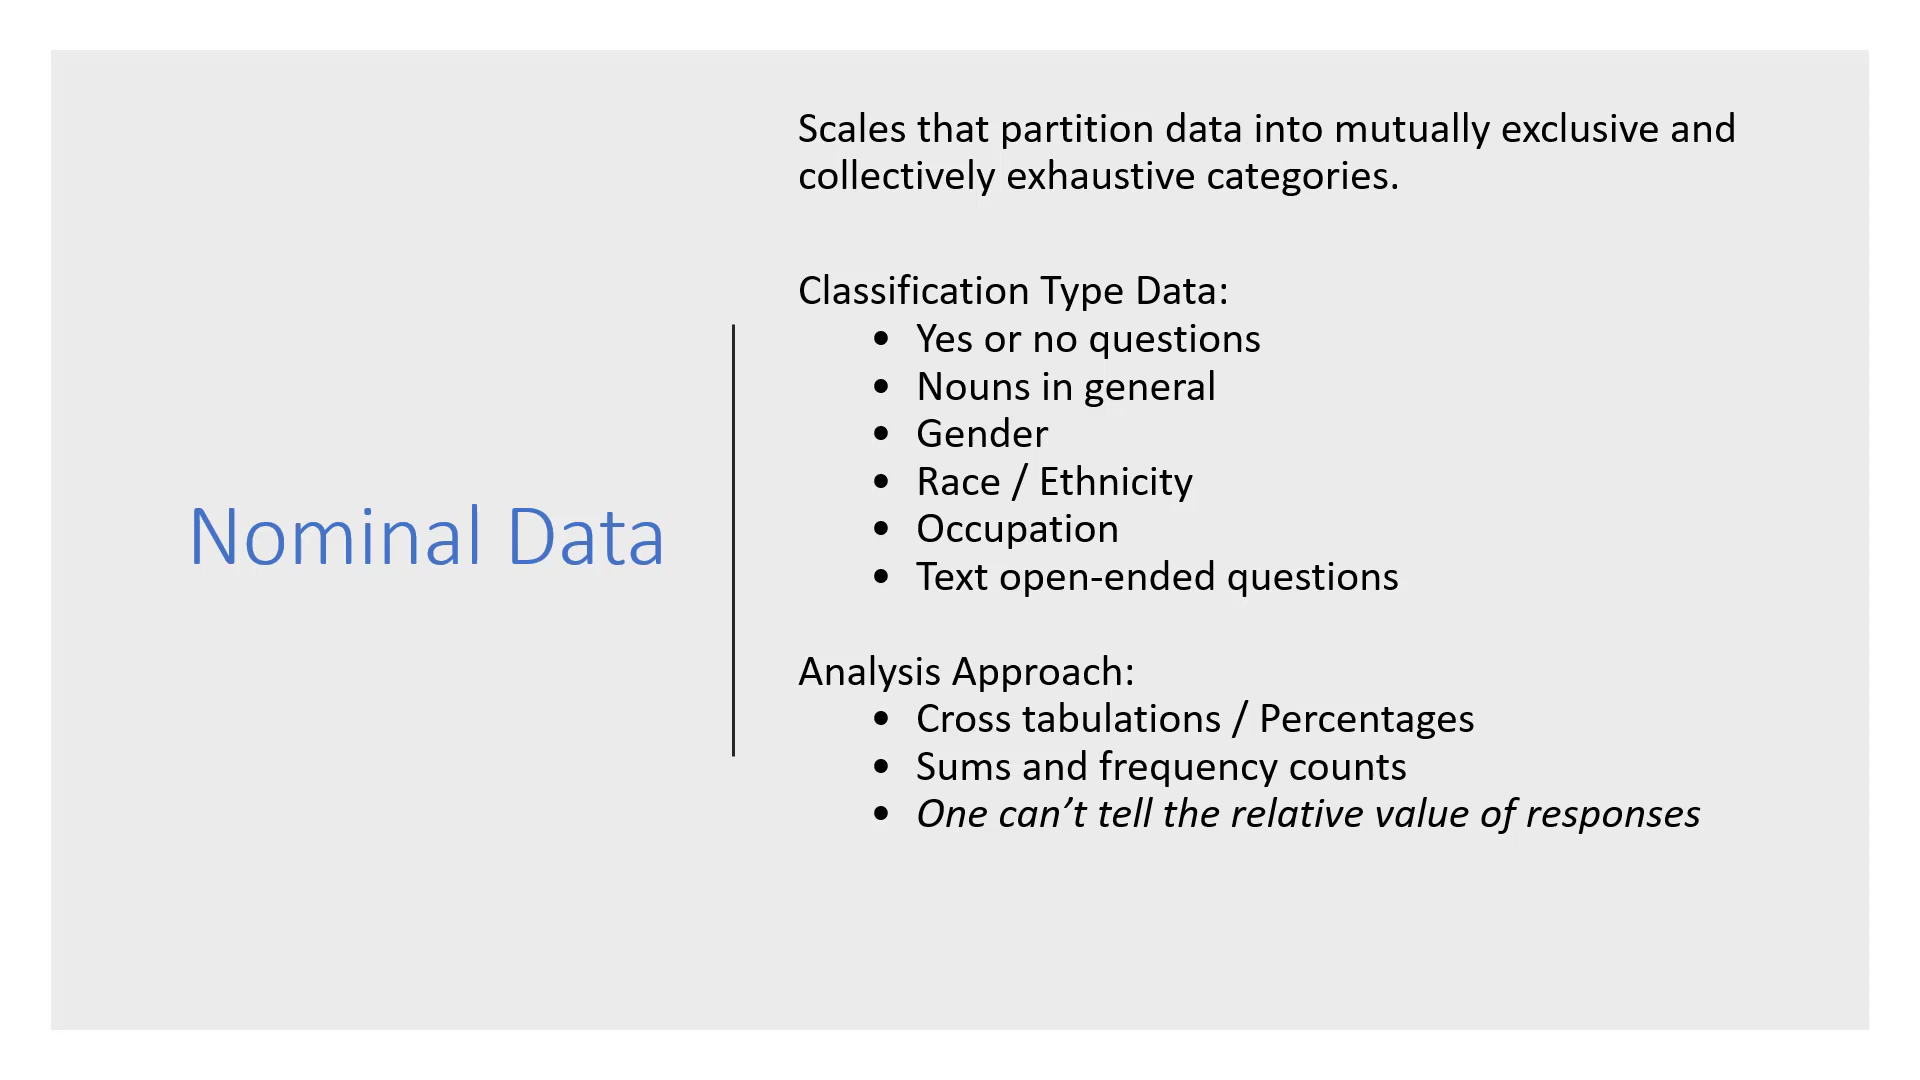 Nominal Data
Scales that partition data into mutually exclusive and
collectively exhaustive categories.
Classification Type Data:
• Yes or no questions
• Nouns in general
• Gender
• Race / Ethnicity
• Occupation
• Text open-ended questions
Analysis Approach:
• Cross tabulations / Percentages
• Sums and frequency counts
• One can’t tell the relative value of responses